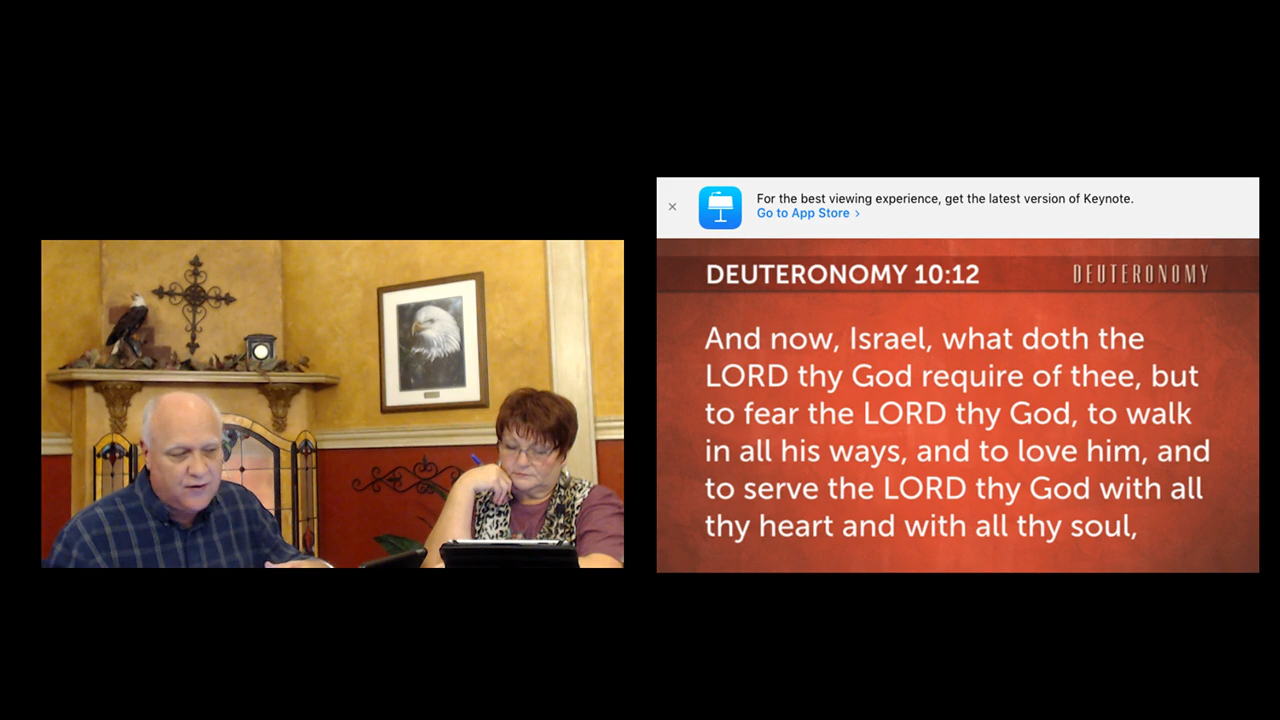 For the best viewing experience, get the latest version of Keynote.
Go to App Store >
DEUTERONOMY 10:12
DEUTERONOMY
And now, Israel, what doth the
LORD thy God require of thee, but
to fear the LORD thy God, to walk
in all his ways, and to love him, and
to serve the LORD thy God with all
thy heart and with all thy soul,